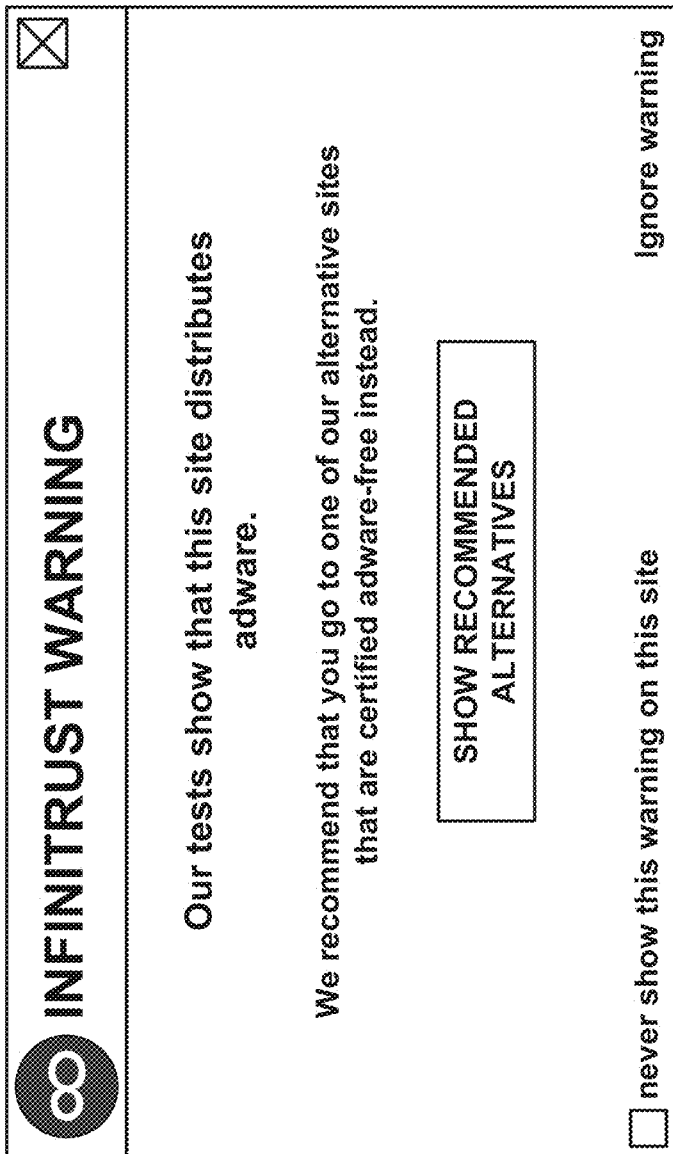 INFINITRUST WARNING
Our tests show that this site distributes
adware.
We recommend that you go to one of our alternative sites
that are certified adware-free instead.
SHOW RECOMMENDED
ALTERNATIVES
never show this warning on this site
Ignore warning